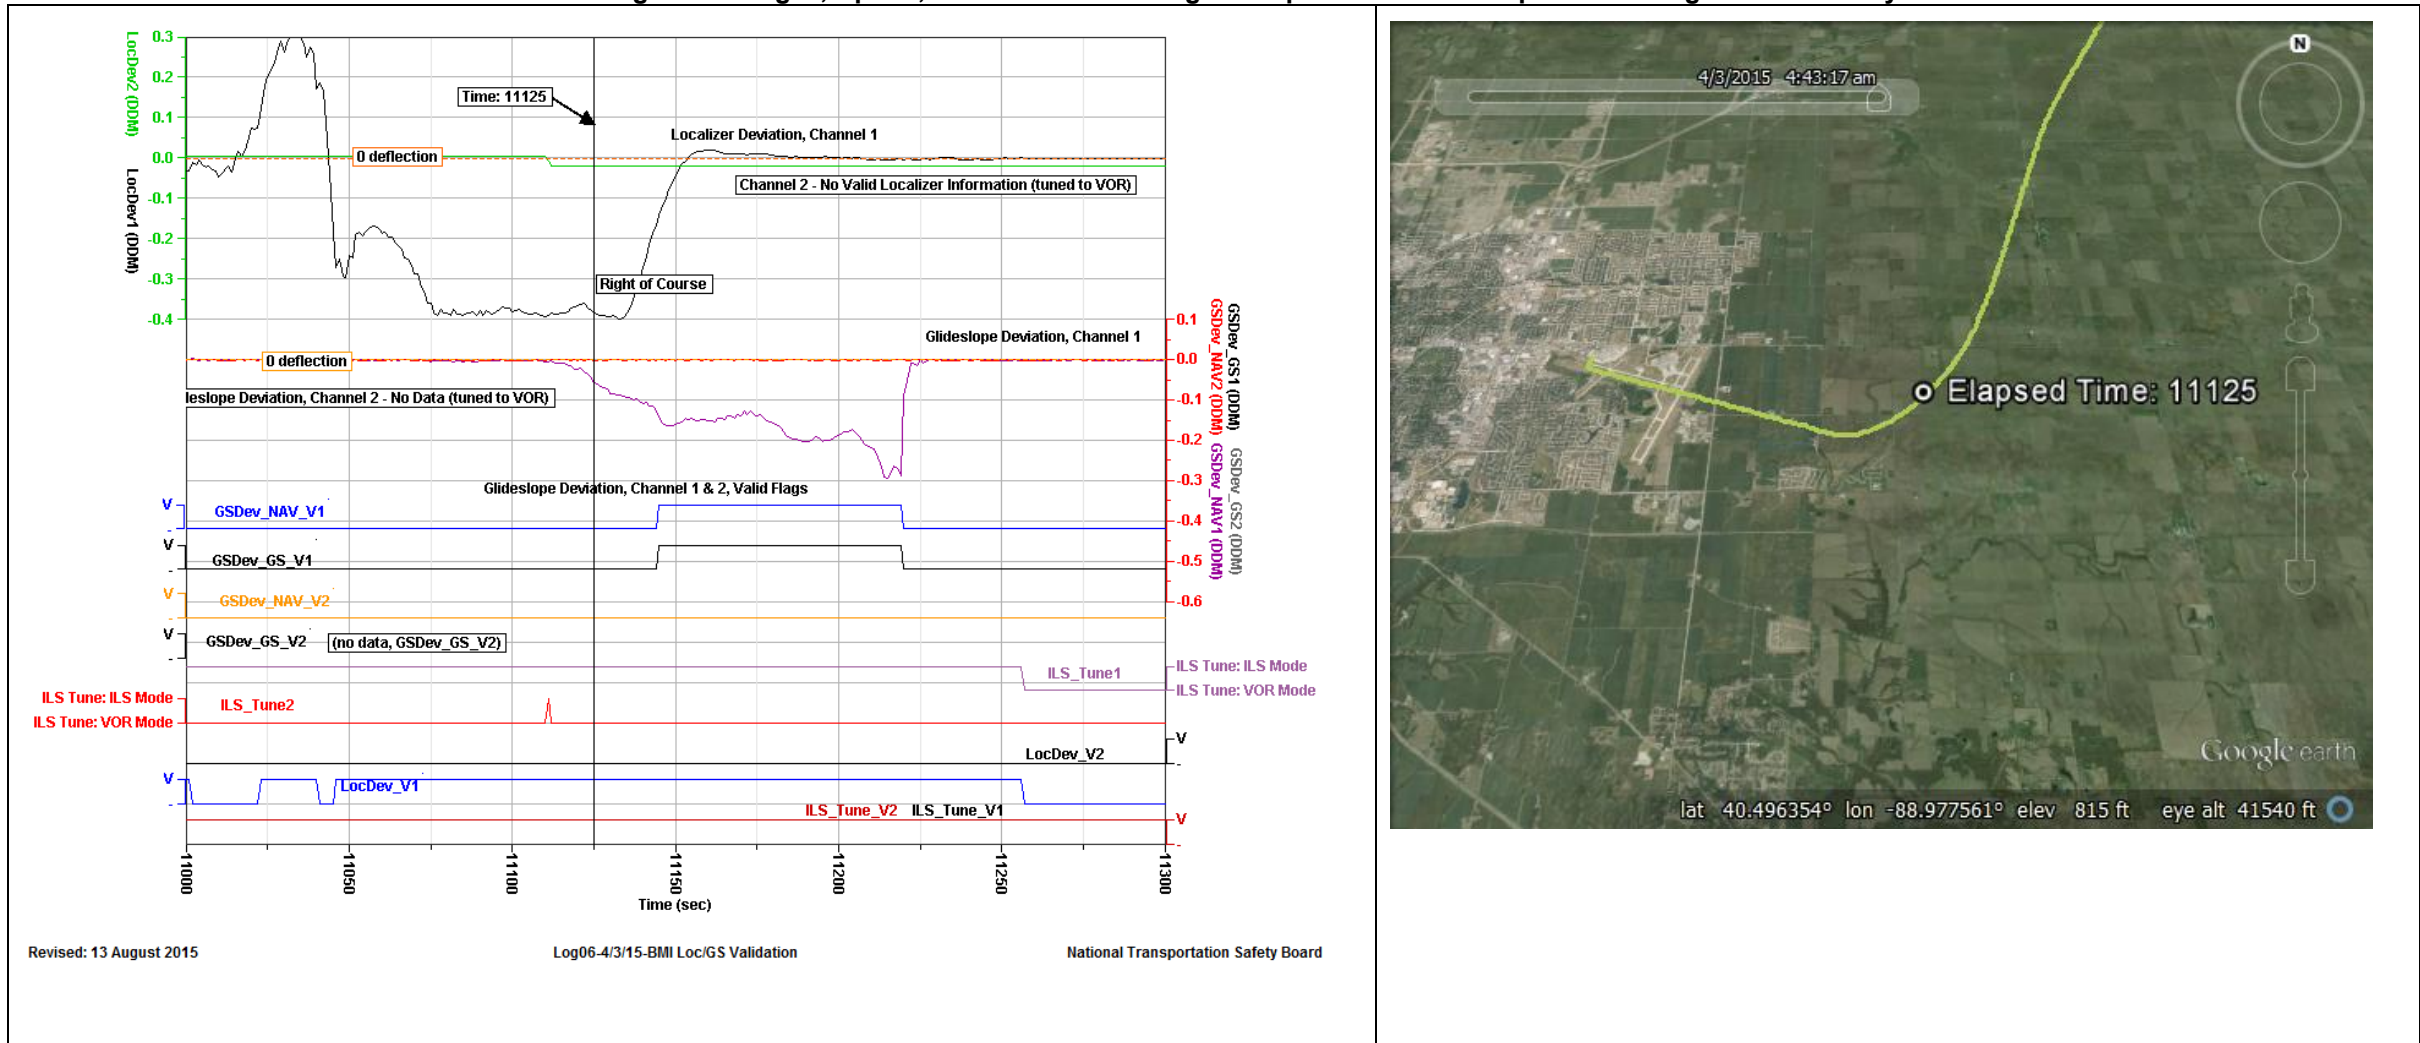 0.3
0.2
0.1
0.0
-0.1
-0.2
-0.3
-0.4
LocDev2 (DDM)
LocDev1 (DDM)
Time: 11125
Localizer Deviation, Channel 1
0 deflection
Channel 2 - No Valid Localizer Information (tuned to VOR)
Right of Course
Glideslope Deviation, Channel 1
0 deflection
leslope Deviation, Channel 2 - No Data (tuned to VOR)
0.1
0.0
-0.1
-0.2
-0.3
-0.4
-0.5
-0.6
GSDev_NAV2 (DDM)
GSDev_NAV1 (DDM)
GSDev_GS1 (DDM)
GSDev_GS2 (DDM)
Glideslope Deviation, Channel 1 & 2, Valid Flags
V
-
GSDev_NAV_V1
V
-
GSDev_GS_V1
V
-
GSDev_NAV_V2
V
-
GSDev_GS_V2
(no data, GSDev_GS_V2)
ILS_Tune1
ILS Tune: ILS Mode
ILS Tune: VOR Mode
ILS Tune: ILS Mode
ILS Tune: VOR Mode
ILS_Tune2
LocDev_V2
V
-
V
-
LocDev_V1
ILS_Tune_V2 ILS_Tune_V1
V
-
11000
11050
11100
11150
11200
11250
11300
Time (sec)
Revised: 13 August 2015
Log06-4/3/15-BMI Loc/GS Validation
National Transportation Safety Board
4/3/2015 4:43:17 am
N
Elapsed Time: 11125
Google earth
lat 40.496354° lon -88.977561° elev 815 ft eye alt 41540 ft